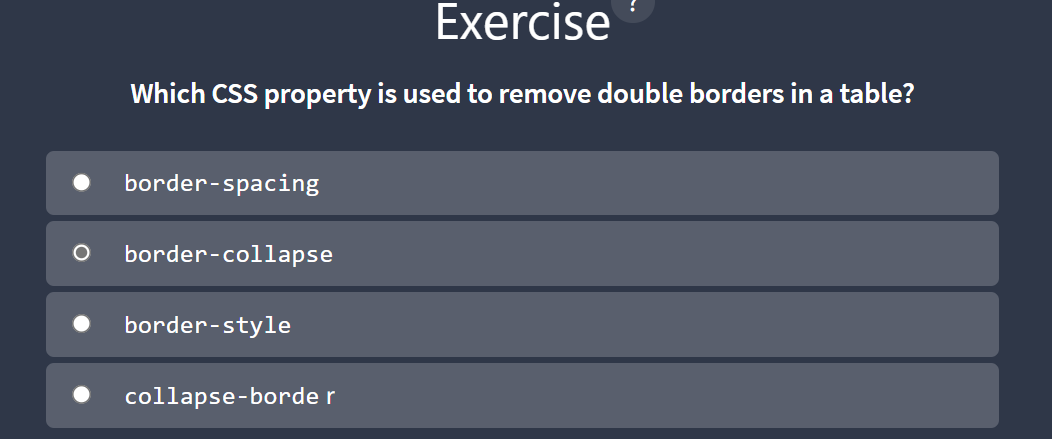 Exercise
?
Which CSS property is used to remove double borders in a table?
border-spacing
border-collapse
border-style
collapse-borde r